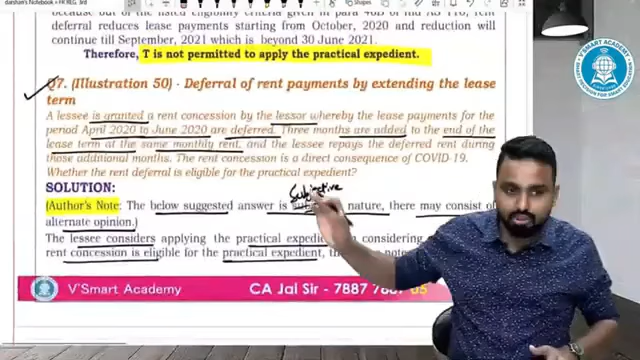 darshan's Notebook » FR REG. 3rd
because out of the listed eligibility criteria given in para 46B of Ind AS 116, rent
deferral reduces lease payments starting from October, 2020 and reduction will
continue till September, 2021 which is beyond 30 June 2021.
Therefore, T is not permitted to apply the practical expedient.
Q7. (Illustration 50) - Deferral of rent payments by extending the lease
term
A lessee is granted a rent concession by the lessor whereby the lease payments for the
period April 2020 to June 2020 are deferred. Three months are added to the end of the
lease term at the same monthly rent, and the lessee repays the deferred rent during
those additional months. The rent concession is a direct consequence of COVID-19.
Whether the rent deferral is eligible for the practical expedient?
SOLUTION:
Subjective
(Author's Note: The below suggested answer is nature, there may consist of
alternate opinion.)
The lessee considers applying the practical In considering
rent concession is eligible for the practical expedient, note
V'Smart Academy
CA Jai Sir - 7887 7887 05
V'SMART ACADEMY